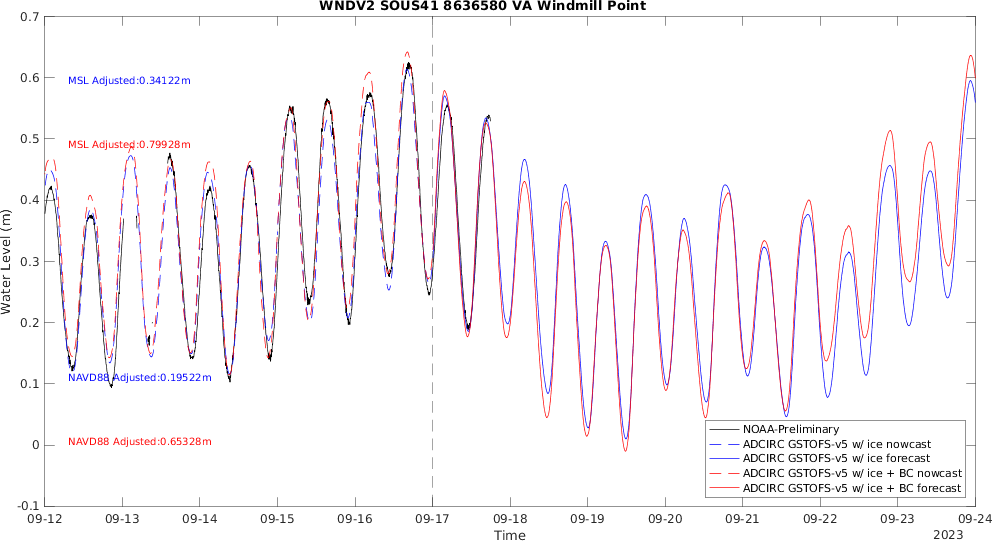 WNDV2 SOUS41 8636580 VA Windmill Point
0.7
0.6
0.5
0.4
0.3
0.2
0.1
0
-0.1
Water Level (m)
MSL Adjusted:0.34122m
MSL Adjusted:0.79928m
NAVD88 Adjusted:0.19522m
NAVD88 Adjusted:0.65328m
NOAA-Preliminary
ADCIRC GSTOFS-v5 w/ ice nowcast
ADCIRC GSTOFS-v5 w/ ice forecast
ADCIRC GSTOFS-v5 w/ ice + BC nowcast
ADCIRC GSTOFS-v5 w/ ice + BC forecast
09-12 09-13 09-14 09-15 09-16 09-17 09-18 09-19 09-20 09-21 09-22 09-23 09-24
Time
2023